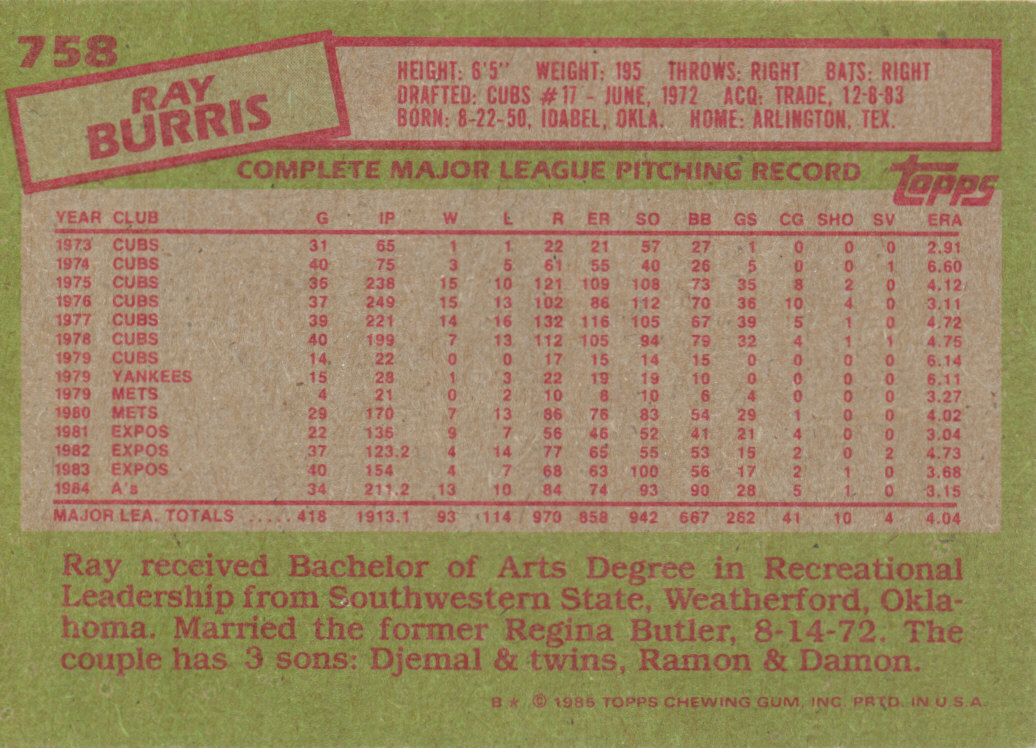 758
RAY
BURRIS
HEIGHT: 6'5" WEIGHT: 195 THROWS: RIGHT BATS: RIGHT
DRAFTED: CUBS #17 - JUNE, 1972 ACQ: TRADE, 12-8-83
BORN: 8-22-50, IDABEL, OKLA. HOME: ARLINGTON, TEX.
COMPLETE MAJOR LEAGUE PITCHING RECORD
Topps
YEAR CLUB G IP W L R ER SO BB GS CG SHO SV ERA
1973 CUBS 31 65 1 1 22 21 57 27 1 0 0 0 2.91
1974 CUBS 40 75 3 5 61 55 40 26 5 0 0 1 6.60
1975 CUBS 36 238 15 10 121 109 108 73 35 8 2 0 4.12
1976 CUBS 37 249 15 13 102 86 112 70 36 10 4 0 3.11
1977 CUBS 39 221 14 16 132 116 105 67 39 5 1 0 4.72
1978 CUBS 40 199 7 13 112 105 94 79 32 4 1 1 4.75
1979 CUBS 14 22 0 0 17 15 14 15 0 0 0 0 6.14
1979 YANKEES 15 28 1 3 22 19 19 10 0 0 0 0 6.11
1979 METS 4 21 0 2 10 8 10 6 4 0 0 0 3.27
1980 METS 29 170 7 13 86 76 83 54 29 1 0 0 4.02
1981 EXPOS 22 136 9 7 56 46 52 41 21 4 0 0 3.04
1982 EXPOS 37 123.2 4 14 77 65 55 53 15 2 0 2 4.73
1983 EXPOS 40 154 4 7 68 63 100 56 17 2 1 0 3.68
1984 A's 34 211.2 13 10 84 74 93 90 28 5 1 0 3.15
MAJOR LEA. TOTALS ..... 418 1913.1 93 114 970 858 942 667 262 41 10 4 4.04
Ray received Bachelor of Arts Degree in Recreational
Leadership from Southwestern State, Weatherford, Okla-
homa. Married the former Regina Butler, 8-14-72. The
couple has 3 sons: Djemal & twins, Ramon & Damon.
B * © 1985 TOPPS CHEWING GUM, INC. PRTD. IN U.S.A.